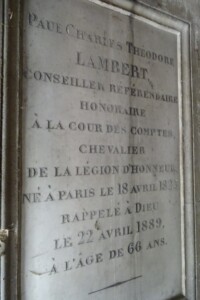 PAUL CHARLES THÉODORE
LAMBERT,
CONSEILLER RÉFÉRENDAIRE
HONORAIRE
À LA COUR DES COMPTES,
CHEVALIER
DE LA LÉGION D'HONNEUR,
NÉ À PARIS LE 18 AVRIL
RAPPELÉ À DIEU
LE 22 AVRIL 1889,
À L'ÂGE DE 66 ANS.